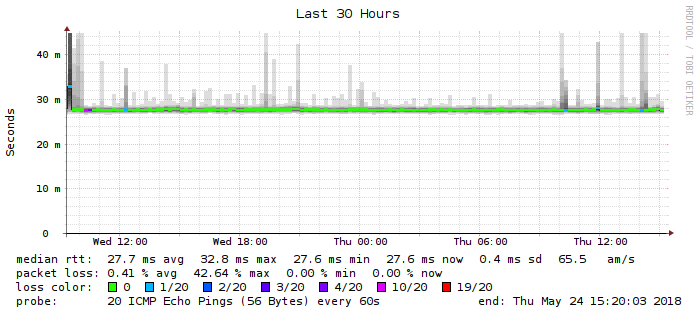 Last 30 Hours
RRDTOOL / TOBI OETIKER
Seconds
40 m
30 m
20 m
10 m
0
Wed 12:00 Wed 18:00 Thu 00:00 Thu 06:00 Thu 12:00
median rtt: 27.7 ms avg 32.8 ms max 27.6 ms min 27.6 ms now 0.4 ms sd 65.5 am/s
packet loss: 0.41 % avg 42.64 % max 0.00 % min 0.00 % now
loss color: 0 1/20 2/20 3/20 4/20 10/20 19/20
probe: 20 ICMP Echo Pings (56 Bytes) every 60s end: Thu May 24 15:20:03 2018